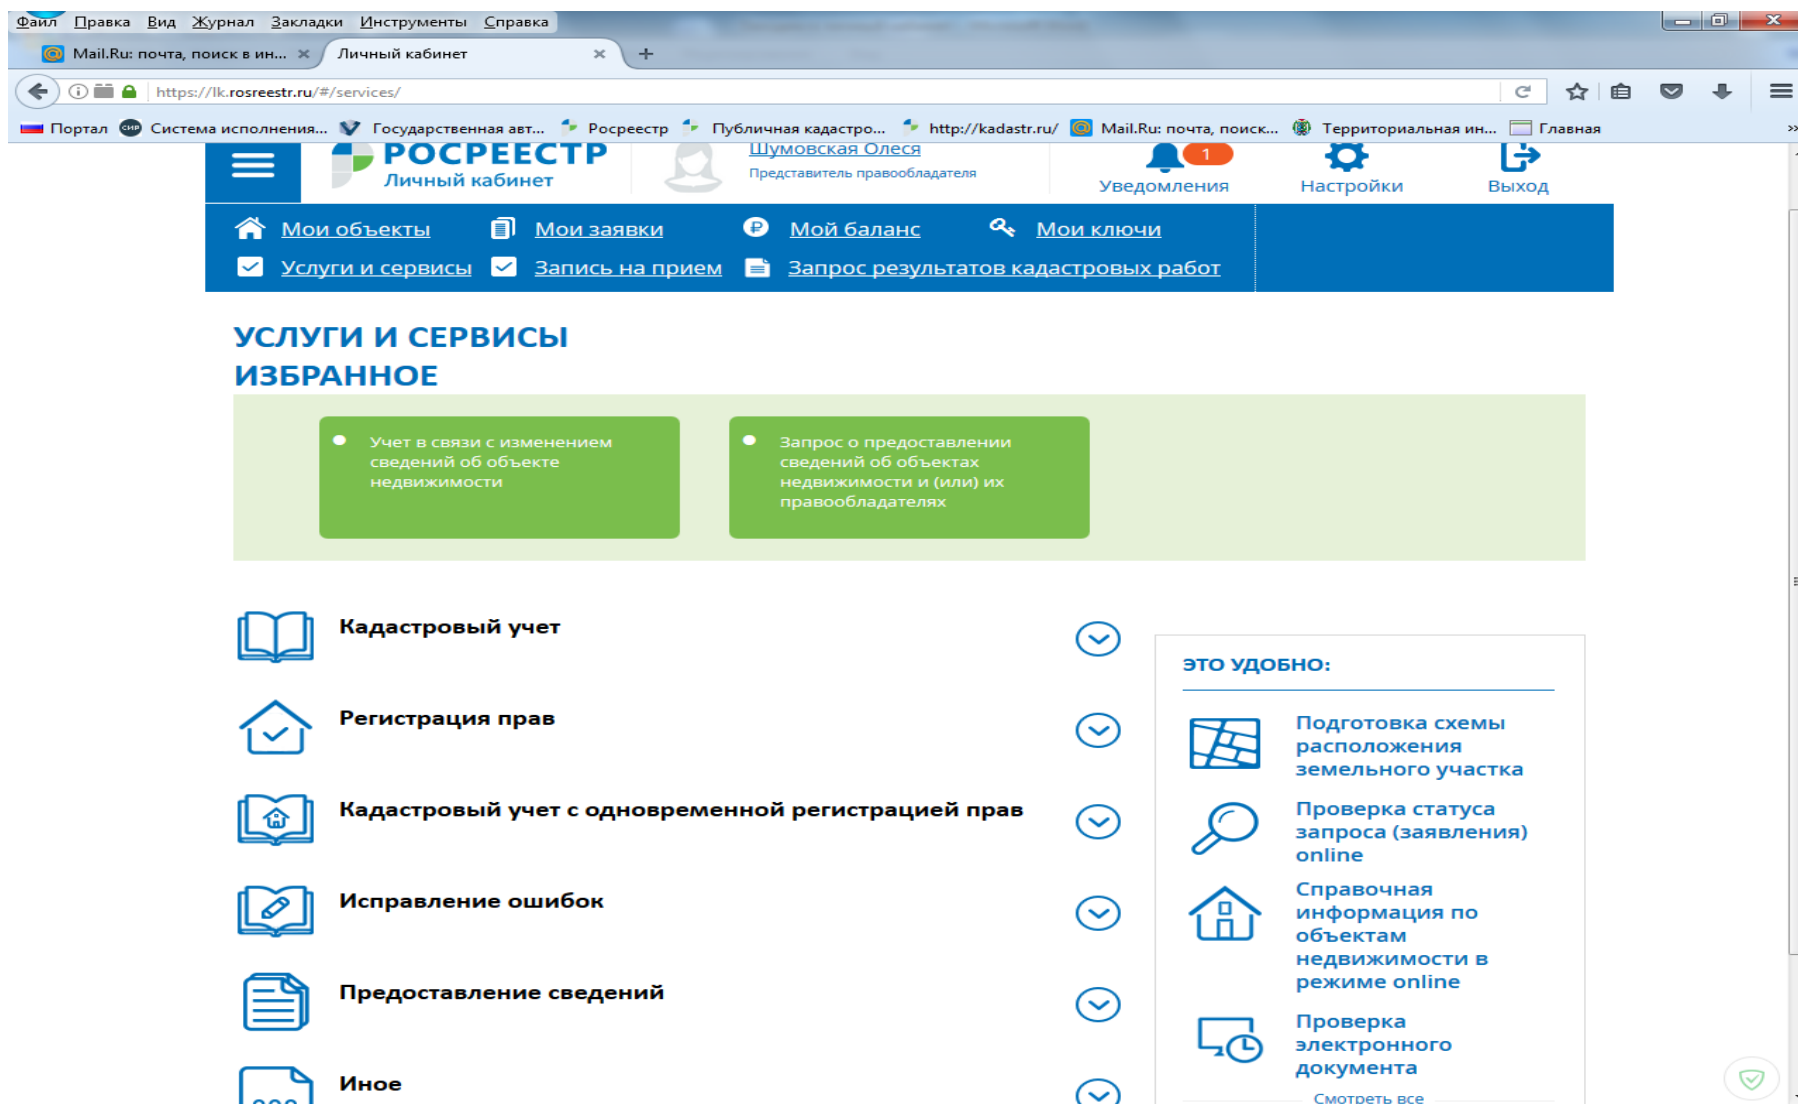 Файл Правка Вид Журнал Закладки Инструменты Справка
Mail.Ru: почта, поиск в ин... Личный кабинет
https://lk.rosreestr.ru/#/services/
Портал Система исполнения... Государственная авт... Росреестр Публичная кадастро... http://kadastr.ru/ Mail.Ru: почта, поиск... Территориальная ин... Главная
РОСРЕЕСТР
Личный кабинет
Шумовская Олеся
Представитель правообладателя
1
Уведомления Настройки Выход
Мои объекты Мои заявки Мой баланс Мои ключи
Услуги и сервисы Запись на прием Запрос результатов кадастровых работ
УСЛУГИ И СЕРВИСЫ
ИЗБРАННОЕ
Учет в связи с изменением
сведений об объекте
недвижимости
Запрос о предоставлении
сведений об объектах
недвижимости и (или) их
правообладателях
Кадастровый учет
Регистрация прав
Кадастровый учет с одновременной регистрацией прав
Исправление ошибок
Предоставление сведений
Иное
ЭТО УДОБНО:
Подготовка схемы
расположения
земельного участка
Проверка статуса
запроса (заявления)
online
Справочная
информация по
объектам
недвижимости в
режиме online
Проверка
электронного
документа
Смотреть все